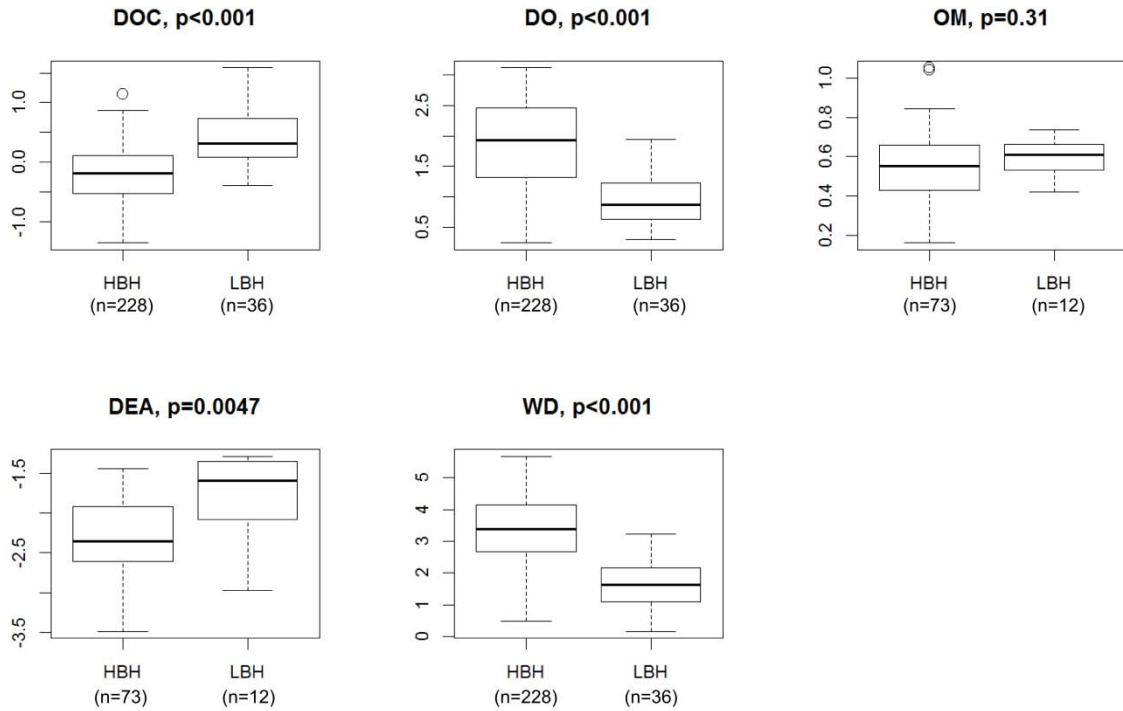 DOC, p<0.001
1.0
0.0
-1.0
HBH
(n=228)
LBH
(n=36)
DO, p<0.001
2.5
1.5
0.5
HBH
(n=228)
LBH
(n=36)
OM, p=0.31
1.0
0.8
0.6
0.4
0.2
HBH
(n=73)
LBH
(n=12)
DEA, p=0.0047
-1.5
-2.5
-3.5
HBH
(n=73)
LBH
(n=12)
WD, p<0.001
5
4
3
2
1
0
HBH
(n=228)
LBH
(n=36)